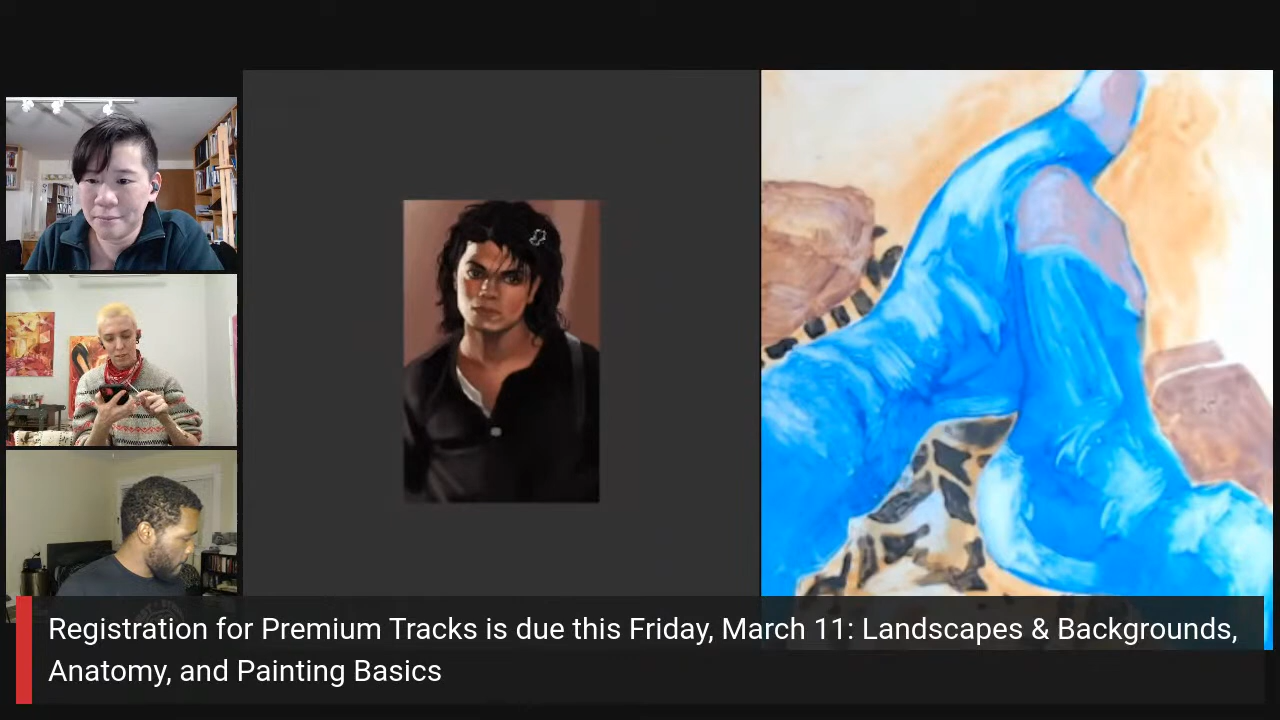 Registration for Premium Tracks is due this Friday, March 11: Landscapes & Backgrounds,
Anatomy, and Painting Basics